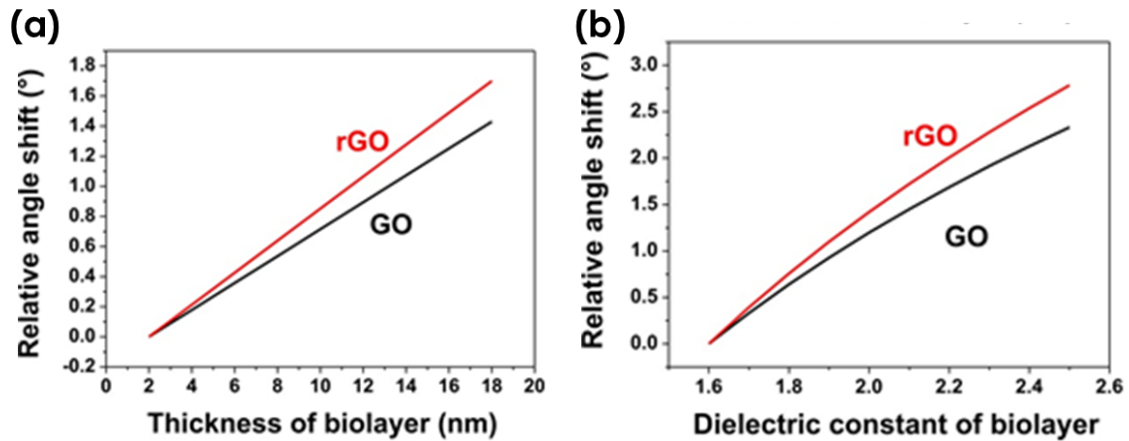 (a)
Relative angle shift (°)
1.8
1.6
1.4
1.2
1.0
0.8
0.6
0.4
0.2
0.0
-0.2
rGO
GO
0 2 4 6 8 10 12 14 16 18 20
Thickness of biolayer (nm)
(b)
Relative angle shift (°)
3.0
2.5
2.0
1.5
1.0
0.5
0.0
rGO
GO
1.6 1.8 2.0 2.2 2.4 2.6
Dielectric constant of biolayer